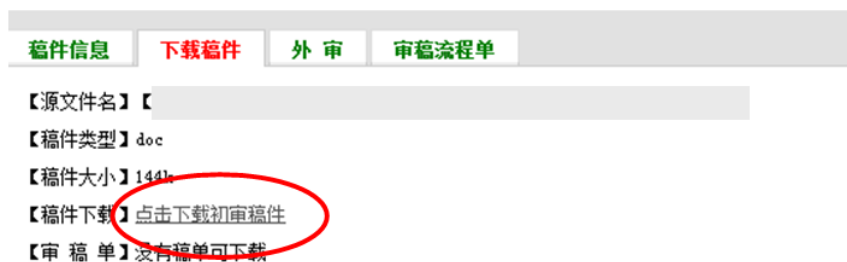 稿件信息 下载稿件 外 审 审稿流程单
【源文件名】【
【稿件类型】doc
【稿件大小】144k
【稿件下载】点击下载初审稿件
【审 稿 单】没有稿单可下载